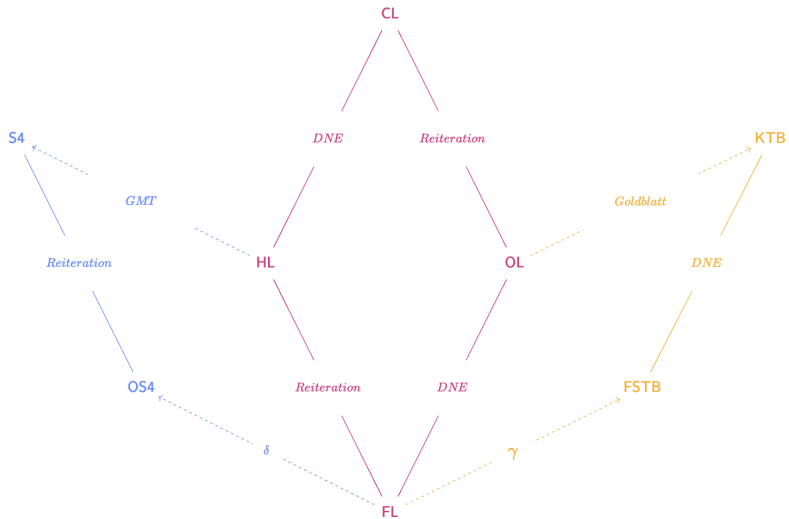 CL
S4
DNE
Reiteration
KTB
GMT
Goldblatt
Reiteration
HL
OL
DNE
OS4
Reiteration
DNE
FSTB
δ
γ
FL